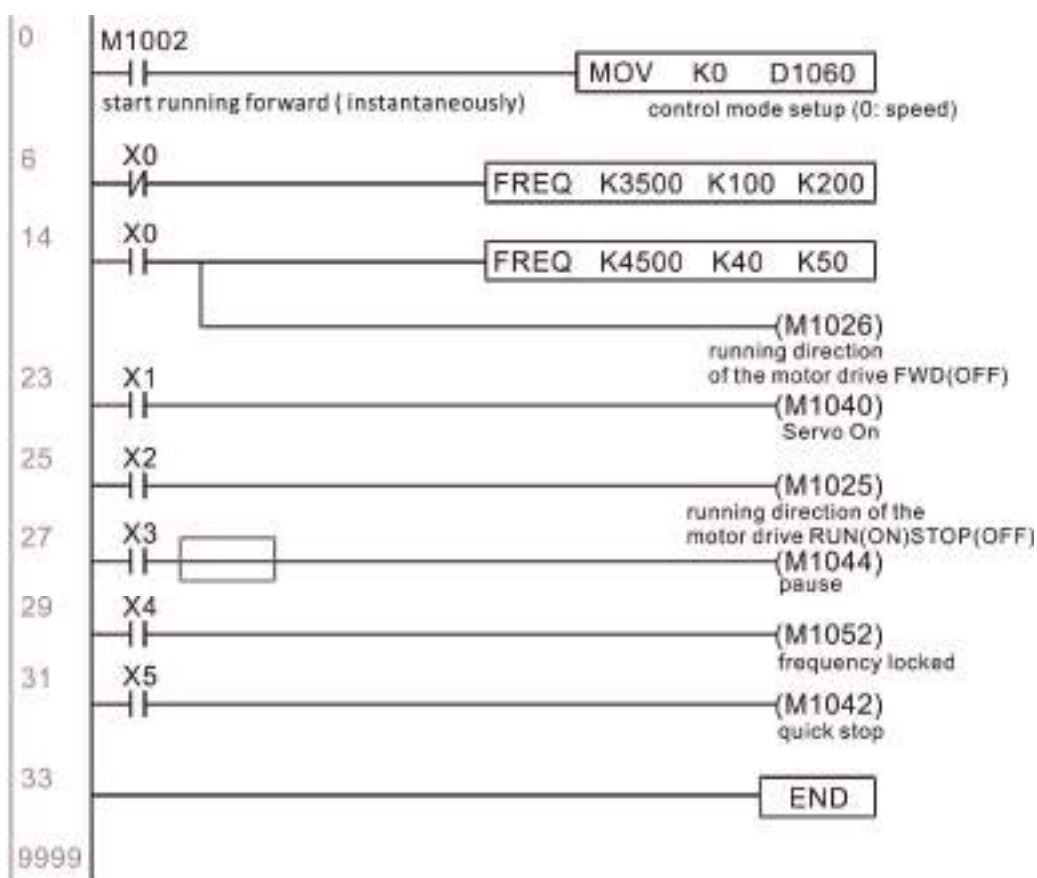 0
M1002
MOV K0 D1060
start running forward ( instantaneously)
control mode setup (0: speed)
6
X0
FREQ K3500 K100 K200
14
X0
FREQ K4500 K40 K50
(M1026)
running direction
of the motor drive FWD(OFF)
23
X1
(M1040)
Servo On
25
X2
(M1025)
running direction of the
motor drive RUN(ON)STOP(OFF)
27
X3
(M1044)
pause
29
X4
(M1052)
frequency locked
31
X5
(M1042)
quick stop
33
END
9999